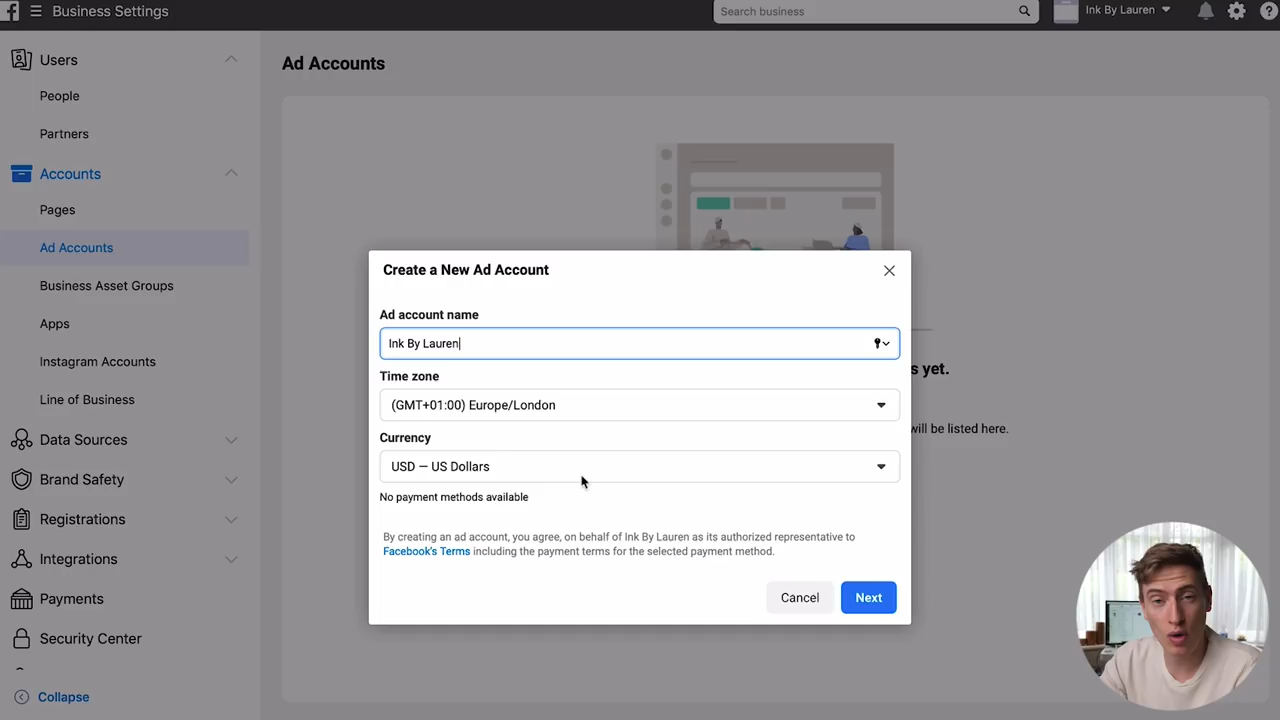 Business Settings
Search business
Ink By Lauren
Users
People
Partners
Accounts
Pages
Ad Accounts
Business Asset Groups
Apps
Instagram Accounts
Line of Business
Data Sources
Brand Safety
Registrations
Integrations
Payments
Security Center
Collapse
Ad Accounts
s yet.
will be listed here.
Create a New Ad Account
Ad account name
Ink By Lauren
Time zone
(GMT+01:00) Europe/London
Currency
USD — US Dollars
No payment methods available
By creating an ad account, you agree, on behalf of Ink By Lauren as its authorized representative to
Facebook's Terms including the payment terms for the selected payment method.
Cancel
Next